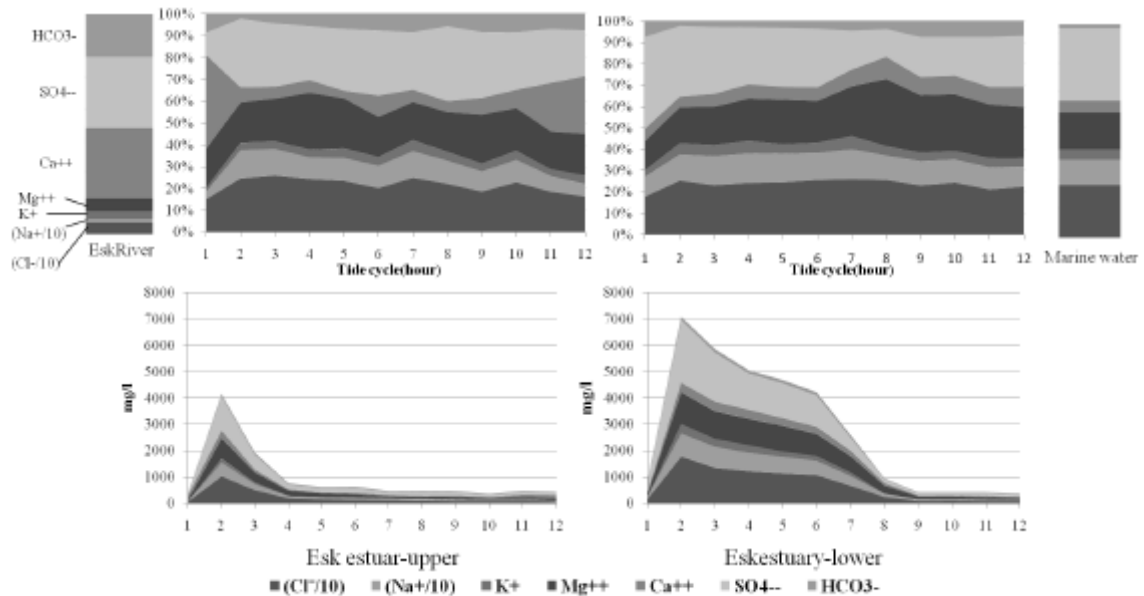 HCO3-
SO4--
Ca++
Mg++
K+
(Na+/10)
EskRiver
(Cl-/10)
100%
90%
80%
70%
60%
50%
40%
30%
20%
10%
0%
1 2 3 4 5 6 7 8 9 10 11 12
Tide cycle(hour)
100%
90%
80%
70%
60%
50%
40%
30%
20%
10%
0%
1 2 3 4 5 6 7 8 9 10 11 12
Tide cycle(hour)
Marine water
8000
7000
6000
5000
4000
3000
2000
1000
0
mg/l
1 2 3 4 5 6 7 8 9 10 11 12
Esk estuar-upper
8000
7000
6000
5000
4000
3000
2000
1000
0
mg/l
1 2 3 4 5 6 7 8 9 10 11 12
Eskestuary-lower
(Cl-/10) (Na+/10) K+ Mg++ Ca++ SO4-- HCO3-